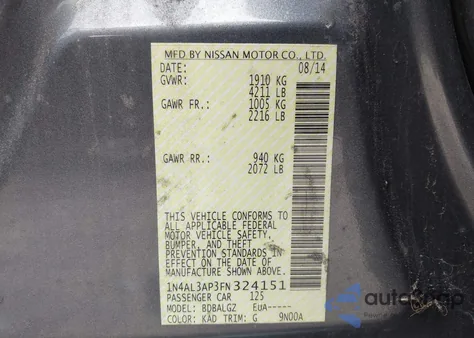 MFD BY NISSAN MOTOR CO., LTD.
DATE: 08/14
GVWR: 1910 KG
4211 LB
GAWR FR.: 1005 KG
2216 LB
GAWR RR.: 940 KG
2072 LB
THIS VEHICLE CONFORMS TO
ALL APPLICABLE FEDERAL
MOTOR VEHICLE SAFETY,
BUMPER, AND THEFT
PREVENTION STANDARDS IN
EFFECT ON THE DATE OF
MANUFACTURE SHOWN ABOVE.
1N4AL3AP3FN324151
PASSENGER CAR 125
MODEL: BDBALGZ EUA-----
COLOR: KAD TRIM: G 9N00A